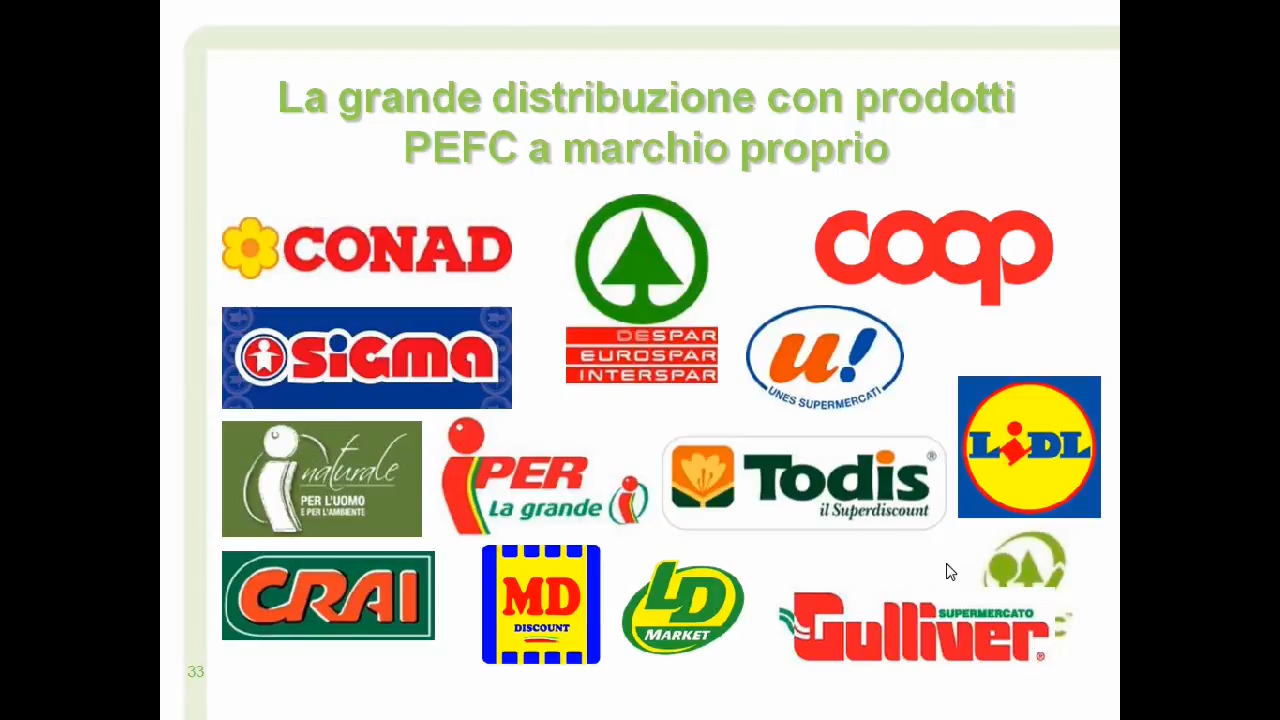 La grande distribuzione con prodotti
PEFC a marchio proprio
CONAD
coop
DESPAR
EUROSPAR
INTERSPAR
sigma
u!
UNES SUPERMERCATI
LiDL
i naturale
PER L'UOMO
E PER L'AMBIENTE
iPER
La grande i
Todis®
il Superdiscount
CRAI
MD
DISCOUNT
LD
MARKET
SUPERMERCATO
Gulliver®
33